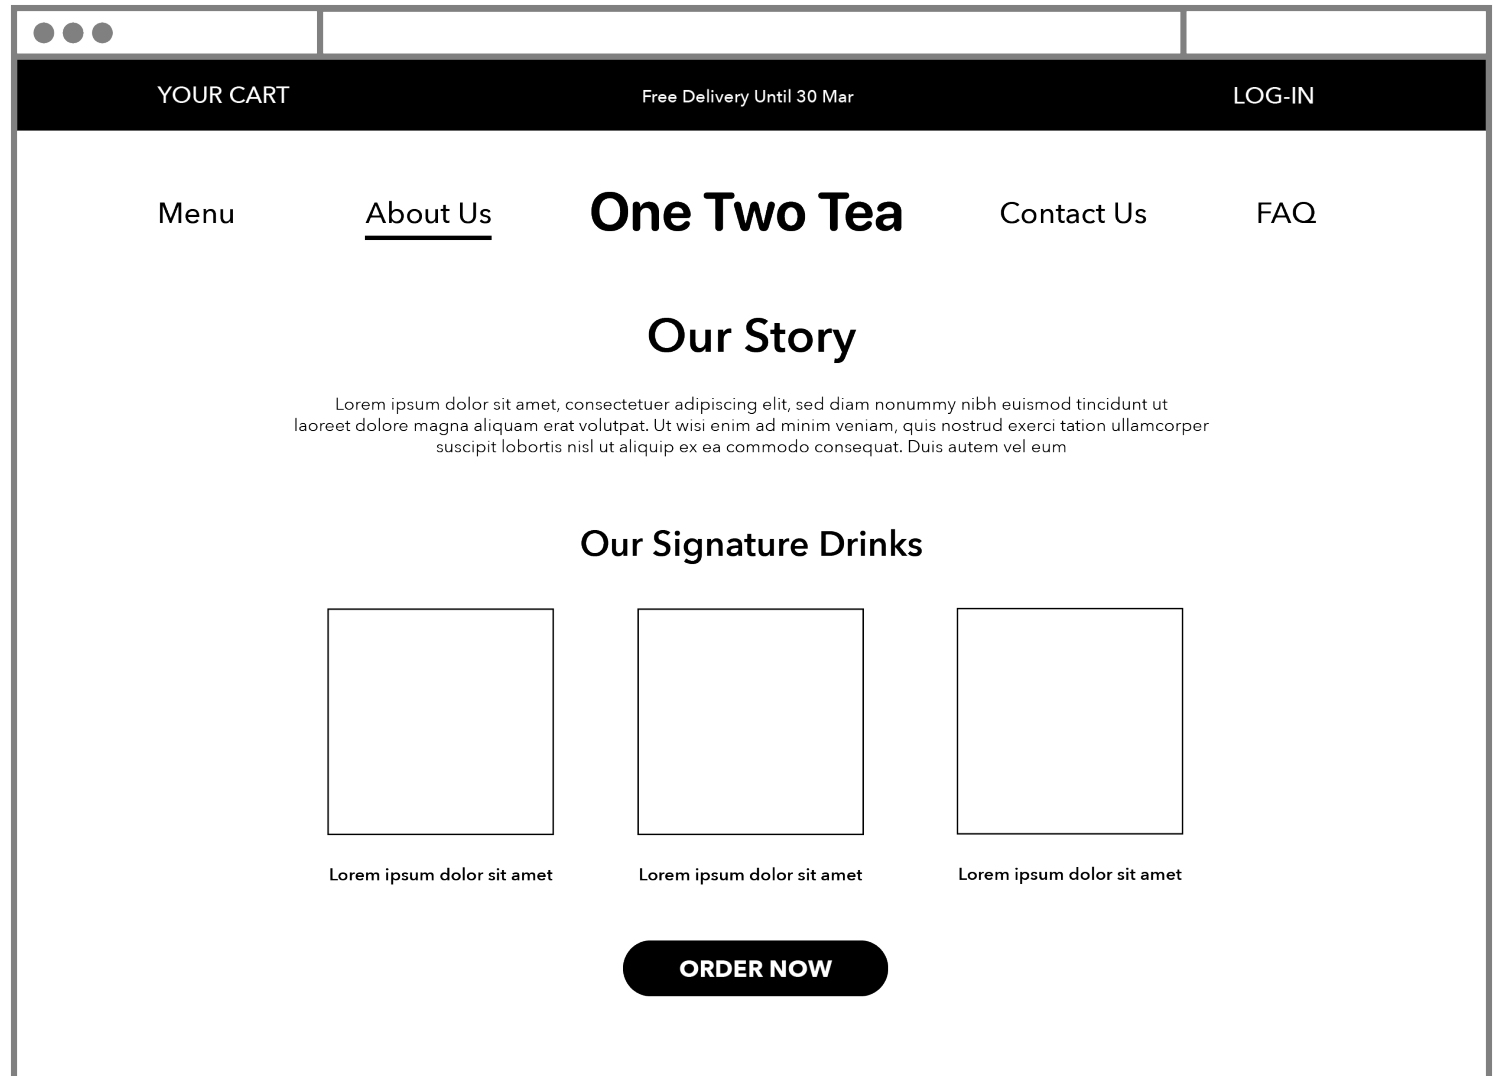 YOUR CART
Free Delivery Until 30 Mar
LOG-IN
Menu
About Us
One Two Tea
Contact Us
FAQ
Our Story
Lorem ipsum dolor sit amet, consectetuer adipiscing elit, sed diam nonummy nibh euismod tincidunt ut
laoreet dolore magna aliquam erat volutpat. Ut wisi enim ad minim veniam, quis nostrud exerci tation ullamcorper
suscipit lobortis nisl ut aliquip ex ea commodo consequat. Duis autem vel eum
Our Signature Drinks
Lorem ipsum dolor sit amet
Lorem ipsum dolor sit amet
Lorem ipsum dolor sit amet
ORDER NOW